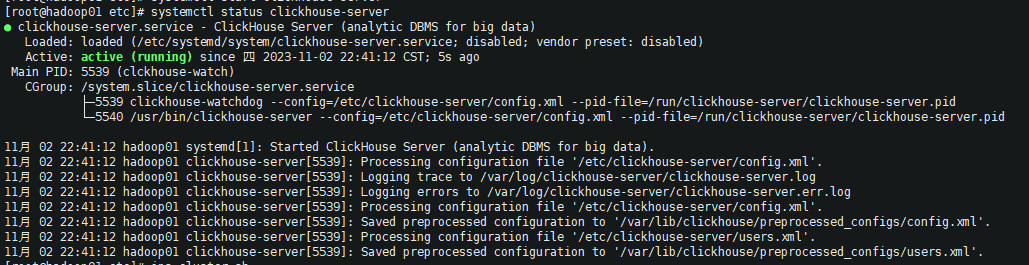 [root@hadoop01 etc]# systemctl status clickhouse-server
● clickhouse-server.service - ClickHouse Server (analytic DBMS for big data)
Loaded: loaded (/etc/systemd/system/clickhouse-server.service; disabled; vendor preset: disabled)
Active: active (running) since 四 2023-11-02 22:41:12 CST; 5s ago
Main PID: 5539 (clckhouse-watch)
CGroup: /system.slice/clickhouse-server.service
├─5539 clickhouse-watchdog --config=/etc/clickhouse-server/config.xml --pid-file=/run/clickhouse-server/clickhouse-server.pid
└─5540 /usr/bin/clickhouse-server --config=/etc/clickhouse-server/config.xml --pid-file=/run/clickhouse-server/clickhouse-server.pid
11月 02 22:41:12 hadoop01 systemd[1]: Started ClickHouse Server (analytic DBMS for big data).
11月 02 22:41:12 hadoop01 clickhouse-server[5539]: Processing configuration file '/etc/clickhouse-server/config.xml'.
11月 02 22:41:12 hadoop01 clickhouse-server[5539]: Logging trace to /var/log/clickhouse-server/clickhouse-server.log
11月 02 22:41:12 hadoop01 clickhouse-server[5539]: Logging errors to /var/log/clickhouse-server/clickhouse-server.err.log
11月 02 22:41:12 hadoop01 clickhouse-server[5539]: Processing configuration file '/etc/clickhouse-server/config.xml'.
11月 02 22:41:12 hadoop01 clickhouse-server[5539]: Saved preprocessed configuration to '/var/lib/clickhouse/preprocessed_configs/config.xml'.
11月 02 22:41:12 hadoop01 clickhouse-server[5539]: Processing configuration file '/etc/clickhouse-server/users.xml'.
11月 02 22:41:12 hadoop01 clickhouse-server[5539]: Saved preprocessed configuration to '/var/lib/clickhouse/preprocessed_configs/users.xml'.